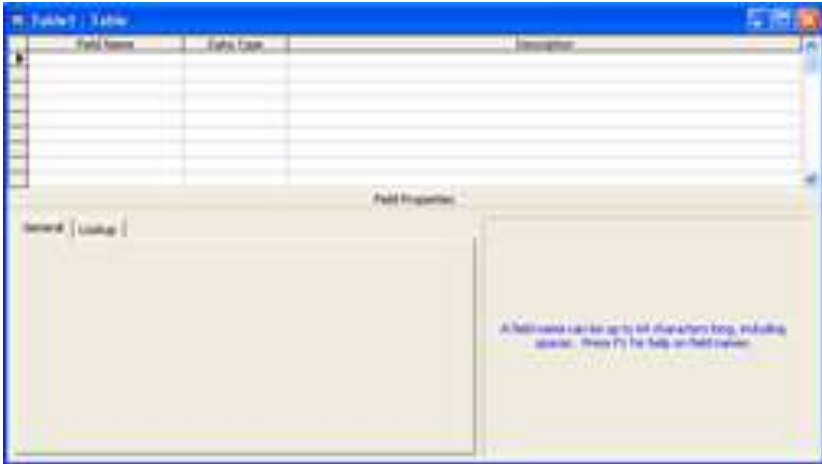 Table1 : Table
Field Name Data Type Description
Field Properties
General Lookup
A field name can be up to 64 characters long, including
spaces. Press F1 for help on field names.